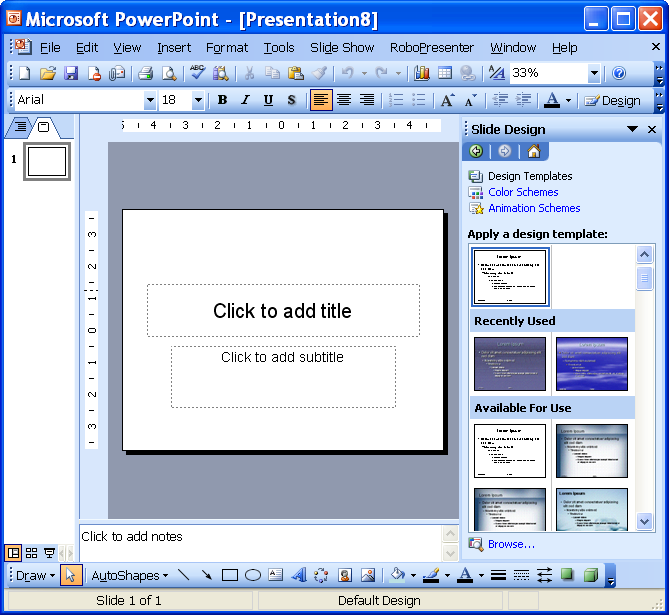 Microsoft PowerPoint - [Presentation8]
File Edit View Insert Format Tools Slide Show RoboPresenter Window Help
33%
Arial 18 B I U S A A A Design
5 4 3 2 1 0 1 2 3 4
Slide Design
1
Design Templates
Color Schemes
Animation Schemes
Apply a design template:
3
2
1
0
1
2
3
Recently Used
Available For Use
Click to add title
Click to add subtitle
Click to add notes
Browse...
Draw AutoShapes
Slide 1 of 1 Default Design